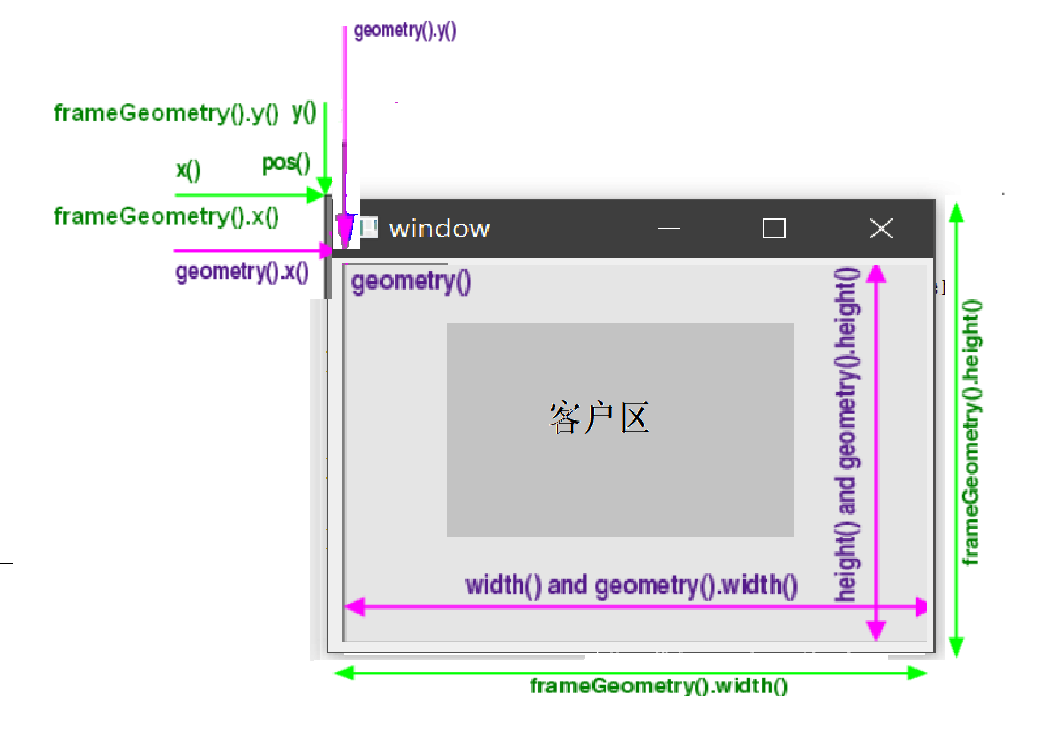 geometry().y()
frameGeometry().y() y()
x() pos()
frameGeometry().x()
geometry().x()
window
geometry()
客户区
width() and geometry().width()
height() and geometry().height()
frameGeometry().height()
frameGeometry().width()